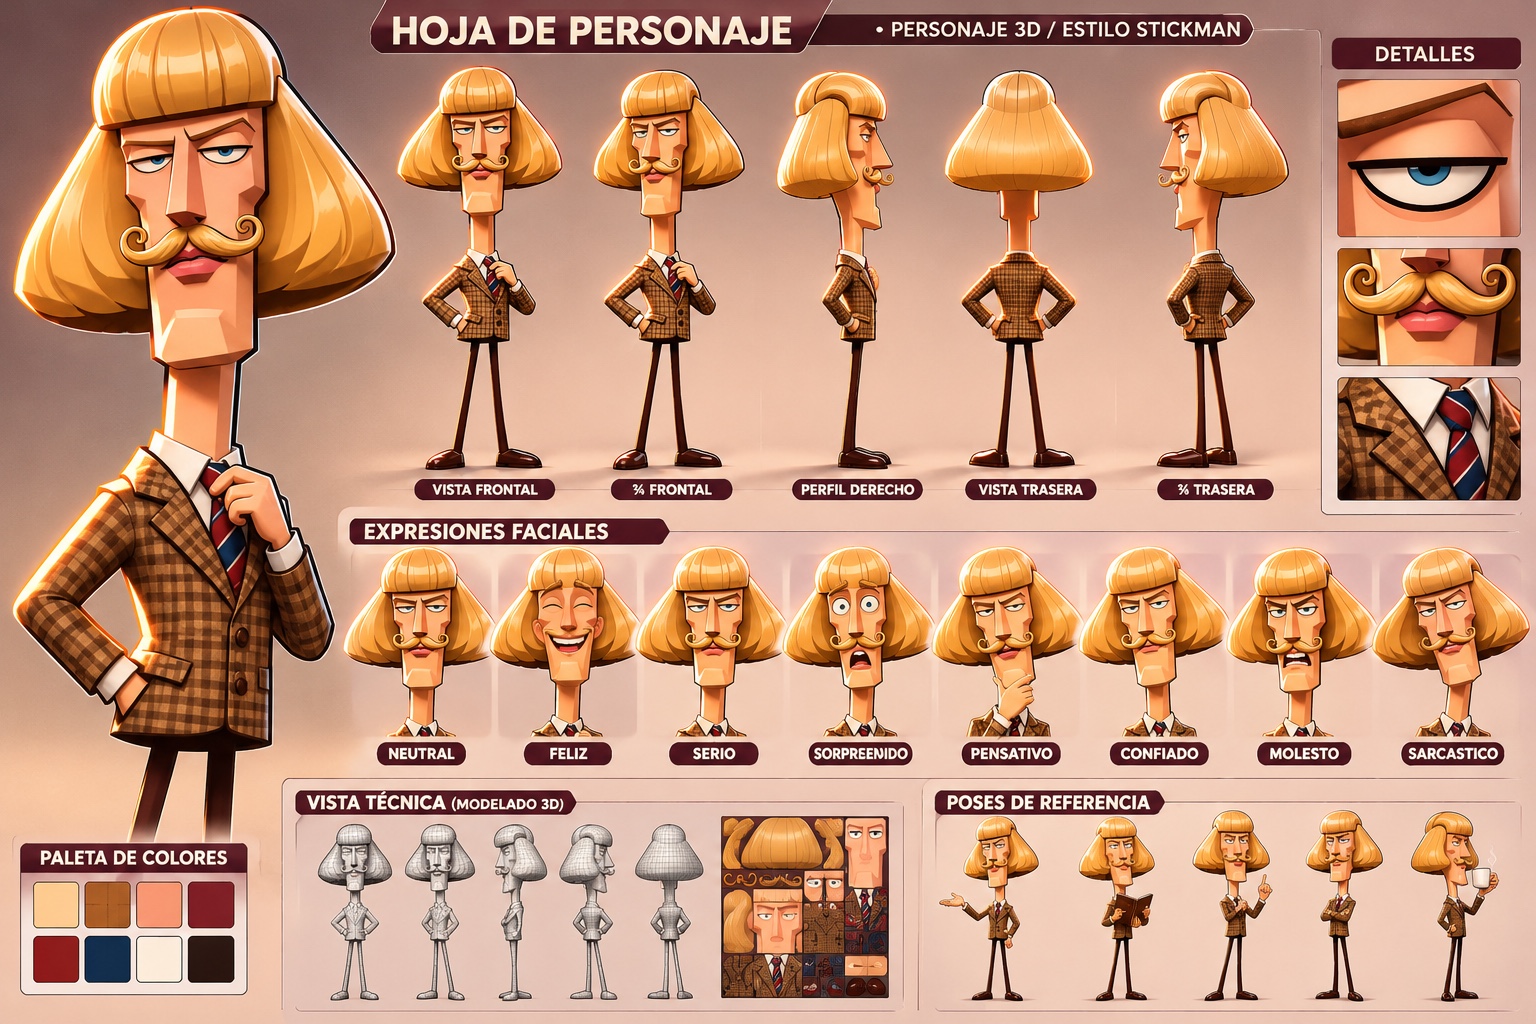 HOJA DE PERSONAJE
• PERSONAJE 3D / ESTILO STICKMAN
DETALLES
VISTA FRONTAL
¾ FRONTAL
PERFIL DERECHO
VISTA TRASERA
¾ TRASERA
EXPRESIONES FACIALES
NEUTRAL
FELIZ
SERIO
SORPREENIDO
PENSATIVO
CONFIADO
MOLESTO
SARCASTICO
VISTA TÉCNICA (MODELADO 3D)
POSES DE REFERENCIA
PALETA DE COLORES